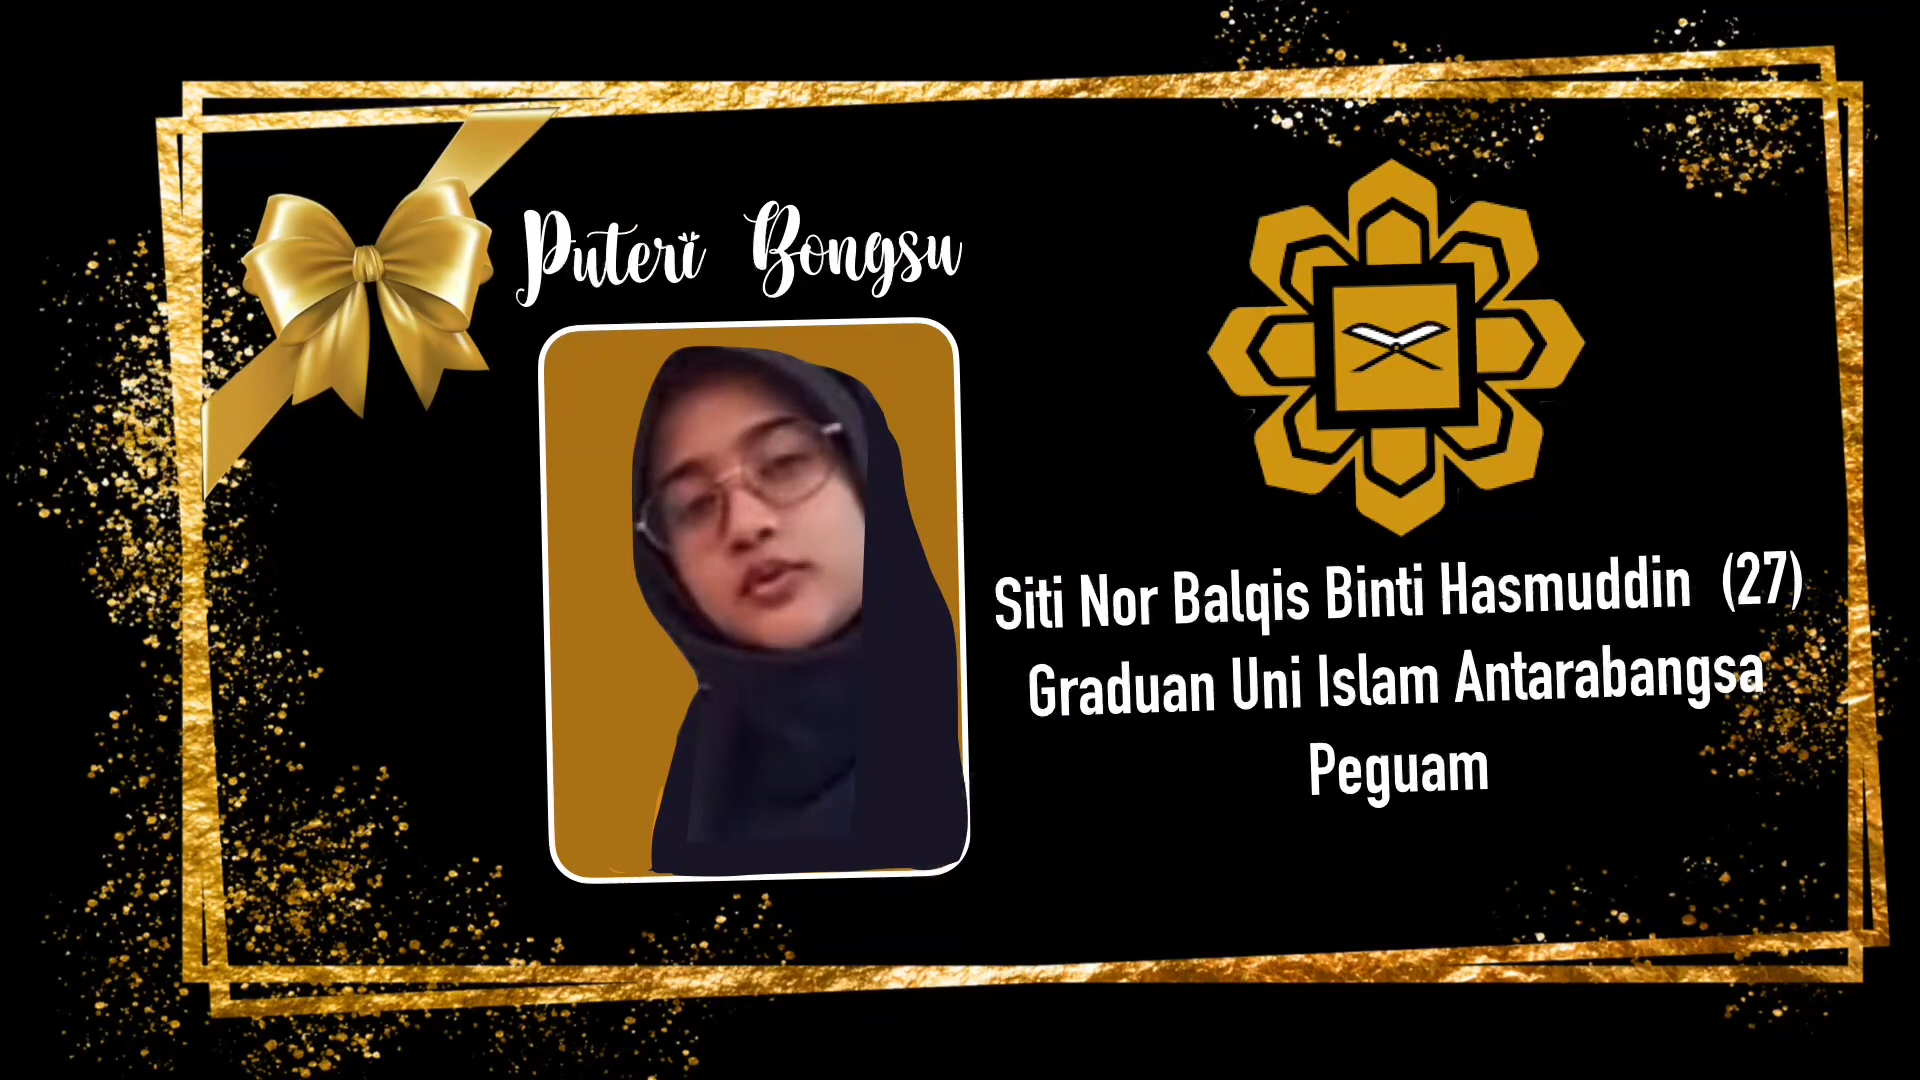 Puteri Bongsu
Siti Nor Balqis Binti Hasmuddin (27)
Graduan Uni Islam Antarabangsa
Peguam